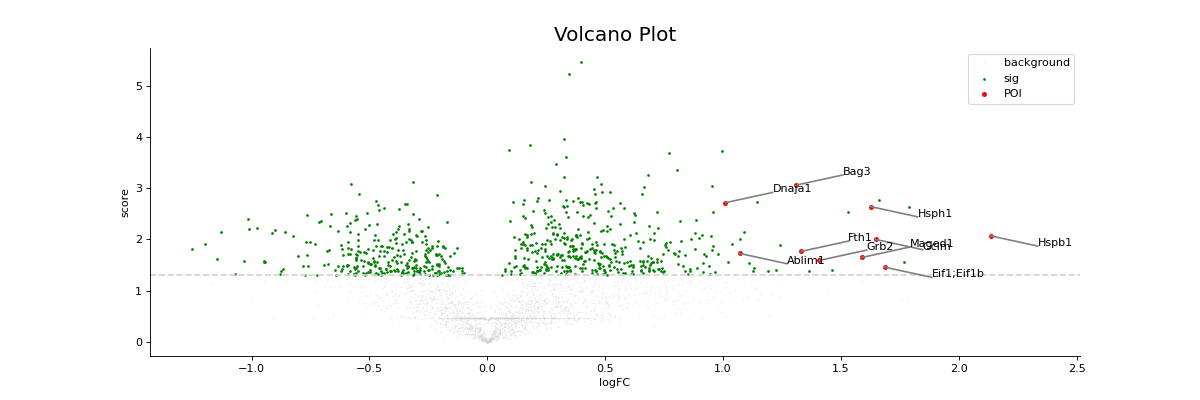 Volcano Plot
background
sig
POI
score
5
4
3
2
1
0
Bag3
Dnaja1
Hsph1
Fth1
Grb2
Maged1
Gclm
Hspb1
Ablim1
Eif1;Eif1b
−1.0
−0.5
0.0
0.5
1.0
1.5
2.0
2.5
logFC